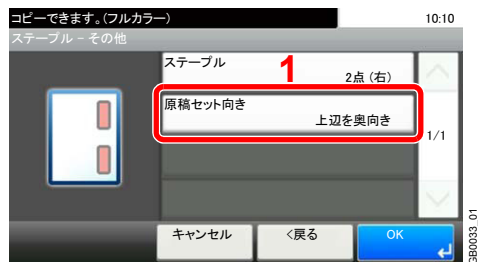 コピーできます。(フルカラー)
10:10
ステープル - その他
ステープル
1
2点 (右)
原稿セット向き
上辺を奥向き
1/1
キャンセル
<戻る
OK
GB0033_01